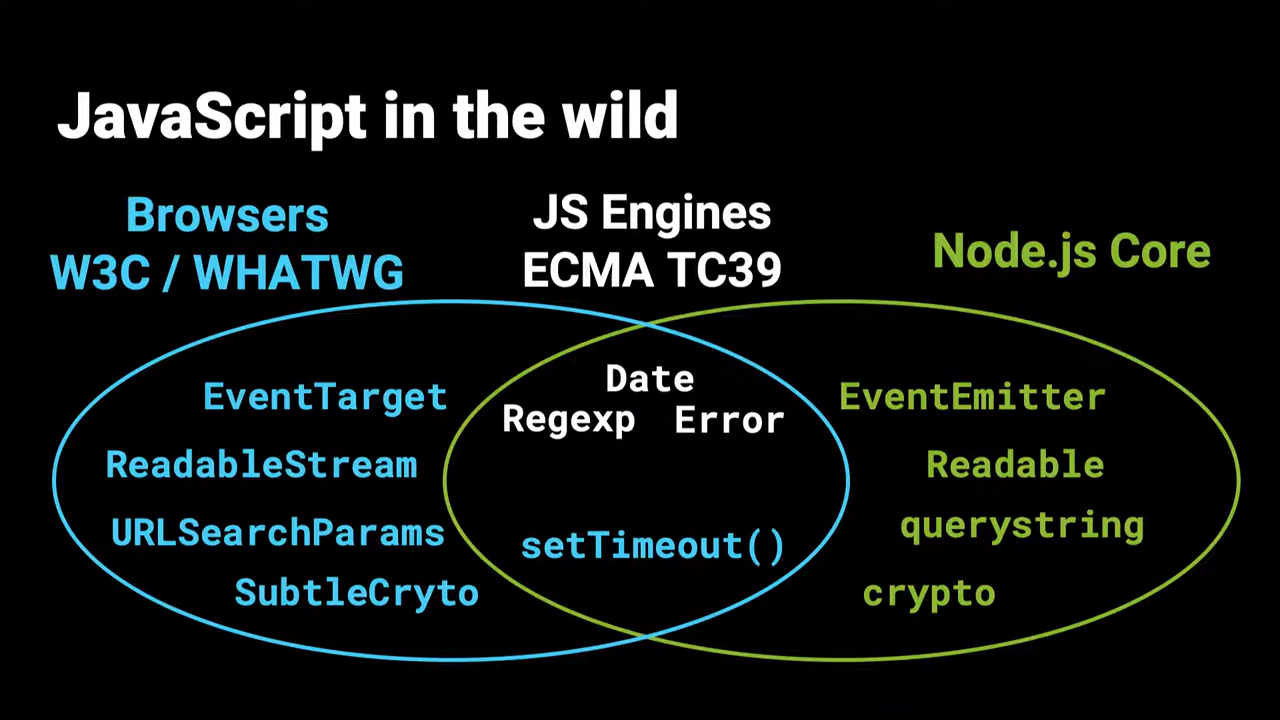 JavaScript in the wild
Browsers
W3C / WHATWG
JS Engines
ECMA TC39
Node.js Core
EventTarget
ReadableStream
URLSearchParams
SubtleCryto
Date
Regexp Error
setTimeout()
EventEmitter
Readable
querystring
crypto